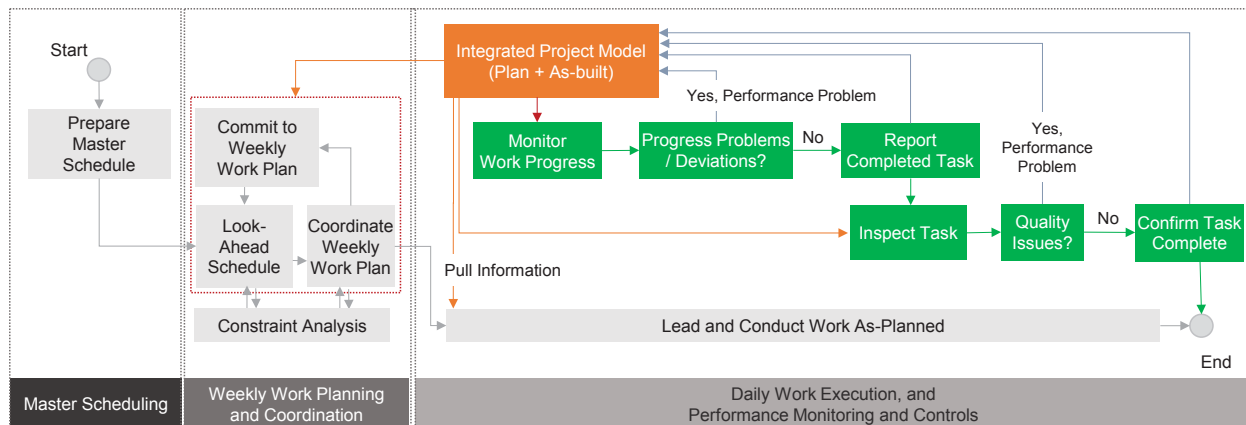 Start
Prepare
Master
Schedule
Commit to
Weekly
Work Plan
Look-
Ahead
Schedule
Coordinate
Weekly
Work Plan
Constraint Analysis
Integrated Project Model
(Plan + As-built)
Yes, Performance Problem
Monitor
Work Progress
Progress Problems
/ Deviations?
No
Report
Completed Task
Yes,
Performance
Problem
Inspect Task
Quality
Issues?
No
Confirm Task
Complete
Pull Information
Lead and Conduct Work As-Planned
End
Master Scheduling
Weekly Work Planning
and Coordination
Daily Work Execution, and
Performance Monitoring and Controls